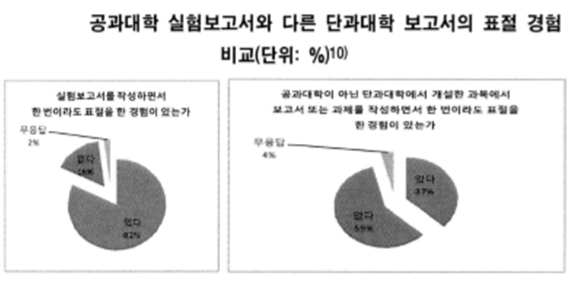 공과대학 실험보고서와 다른 단과대학 보고서의 표절 경험
비교(단위: %)10)
실험보고서를 작성하면서
한 번이라도 표절을 한 경험이 있는가
무응답
2%
없다
16%
있다
82%
공과대학이 아닌 단과대학에서 개설한 과목에서
보고서 또는 과제를 작성하면서 한 번이라도 표절을
한 경험이 있는가
무응답
4%
있다
37%
없다
59%